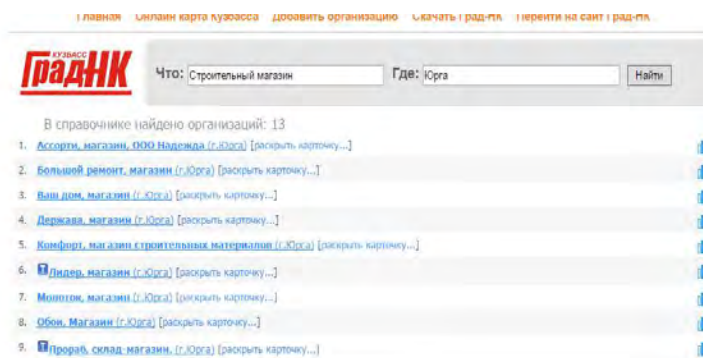 Главная Онлайн карта Кузбасса Добавить организацию Скачать Град-НК Перейти на сайт Град-НК
КУЗБАСС
ГрадНК
Что: Строительный магазин Где: Юрга Найти
В справочнике найдено организаций: 13
1. Ассорти, магазин, ООО Надежда (г.Юрга) [раскрыть карточку...]
2. Большой ремонт, магазин (г.Юрга) [раскрыть карточку...]
3. Ваш дом, магазин (г.Юрга) [раскрыть карточку...]
4. Держава, магазин (г.Юрга) [раскрыть карточку...]
5. Комфорт, магазин строительных материалов (г.Юрга) [раскрыть карточку...]
6. Лидер, магазин (г.Юрга) [раскрыть карточку...]
7. Молоток, магазин (г.Юрга) [раскрыть карточку...]
8. Обои, Магазин (г.Юрга) [раскрыть карточку...]
9. Прораб, склад-магазин, (г.Юрга) [раскрыть карточку...]